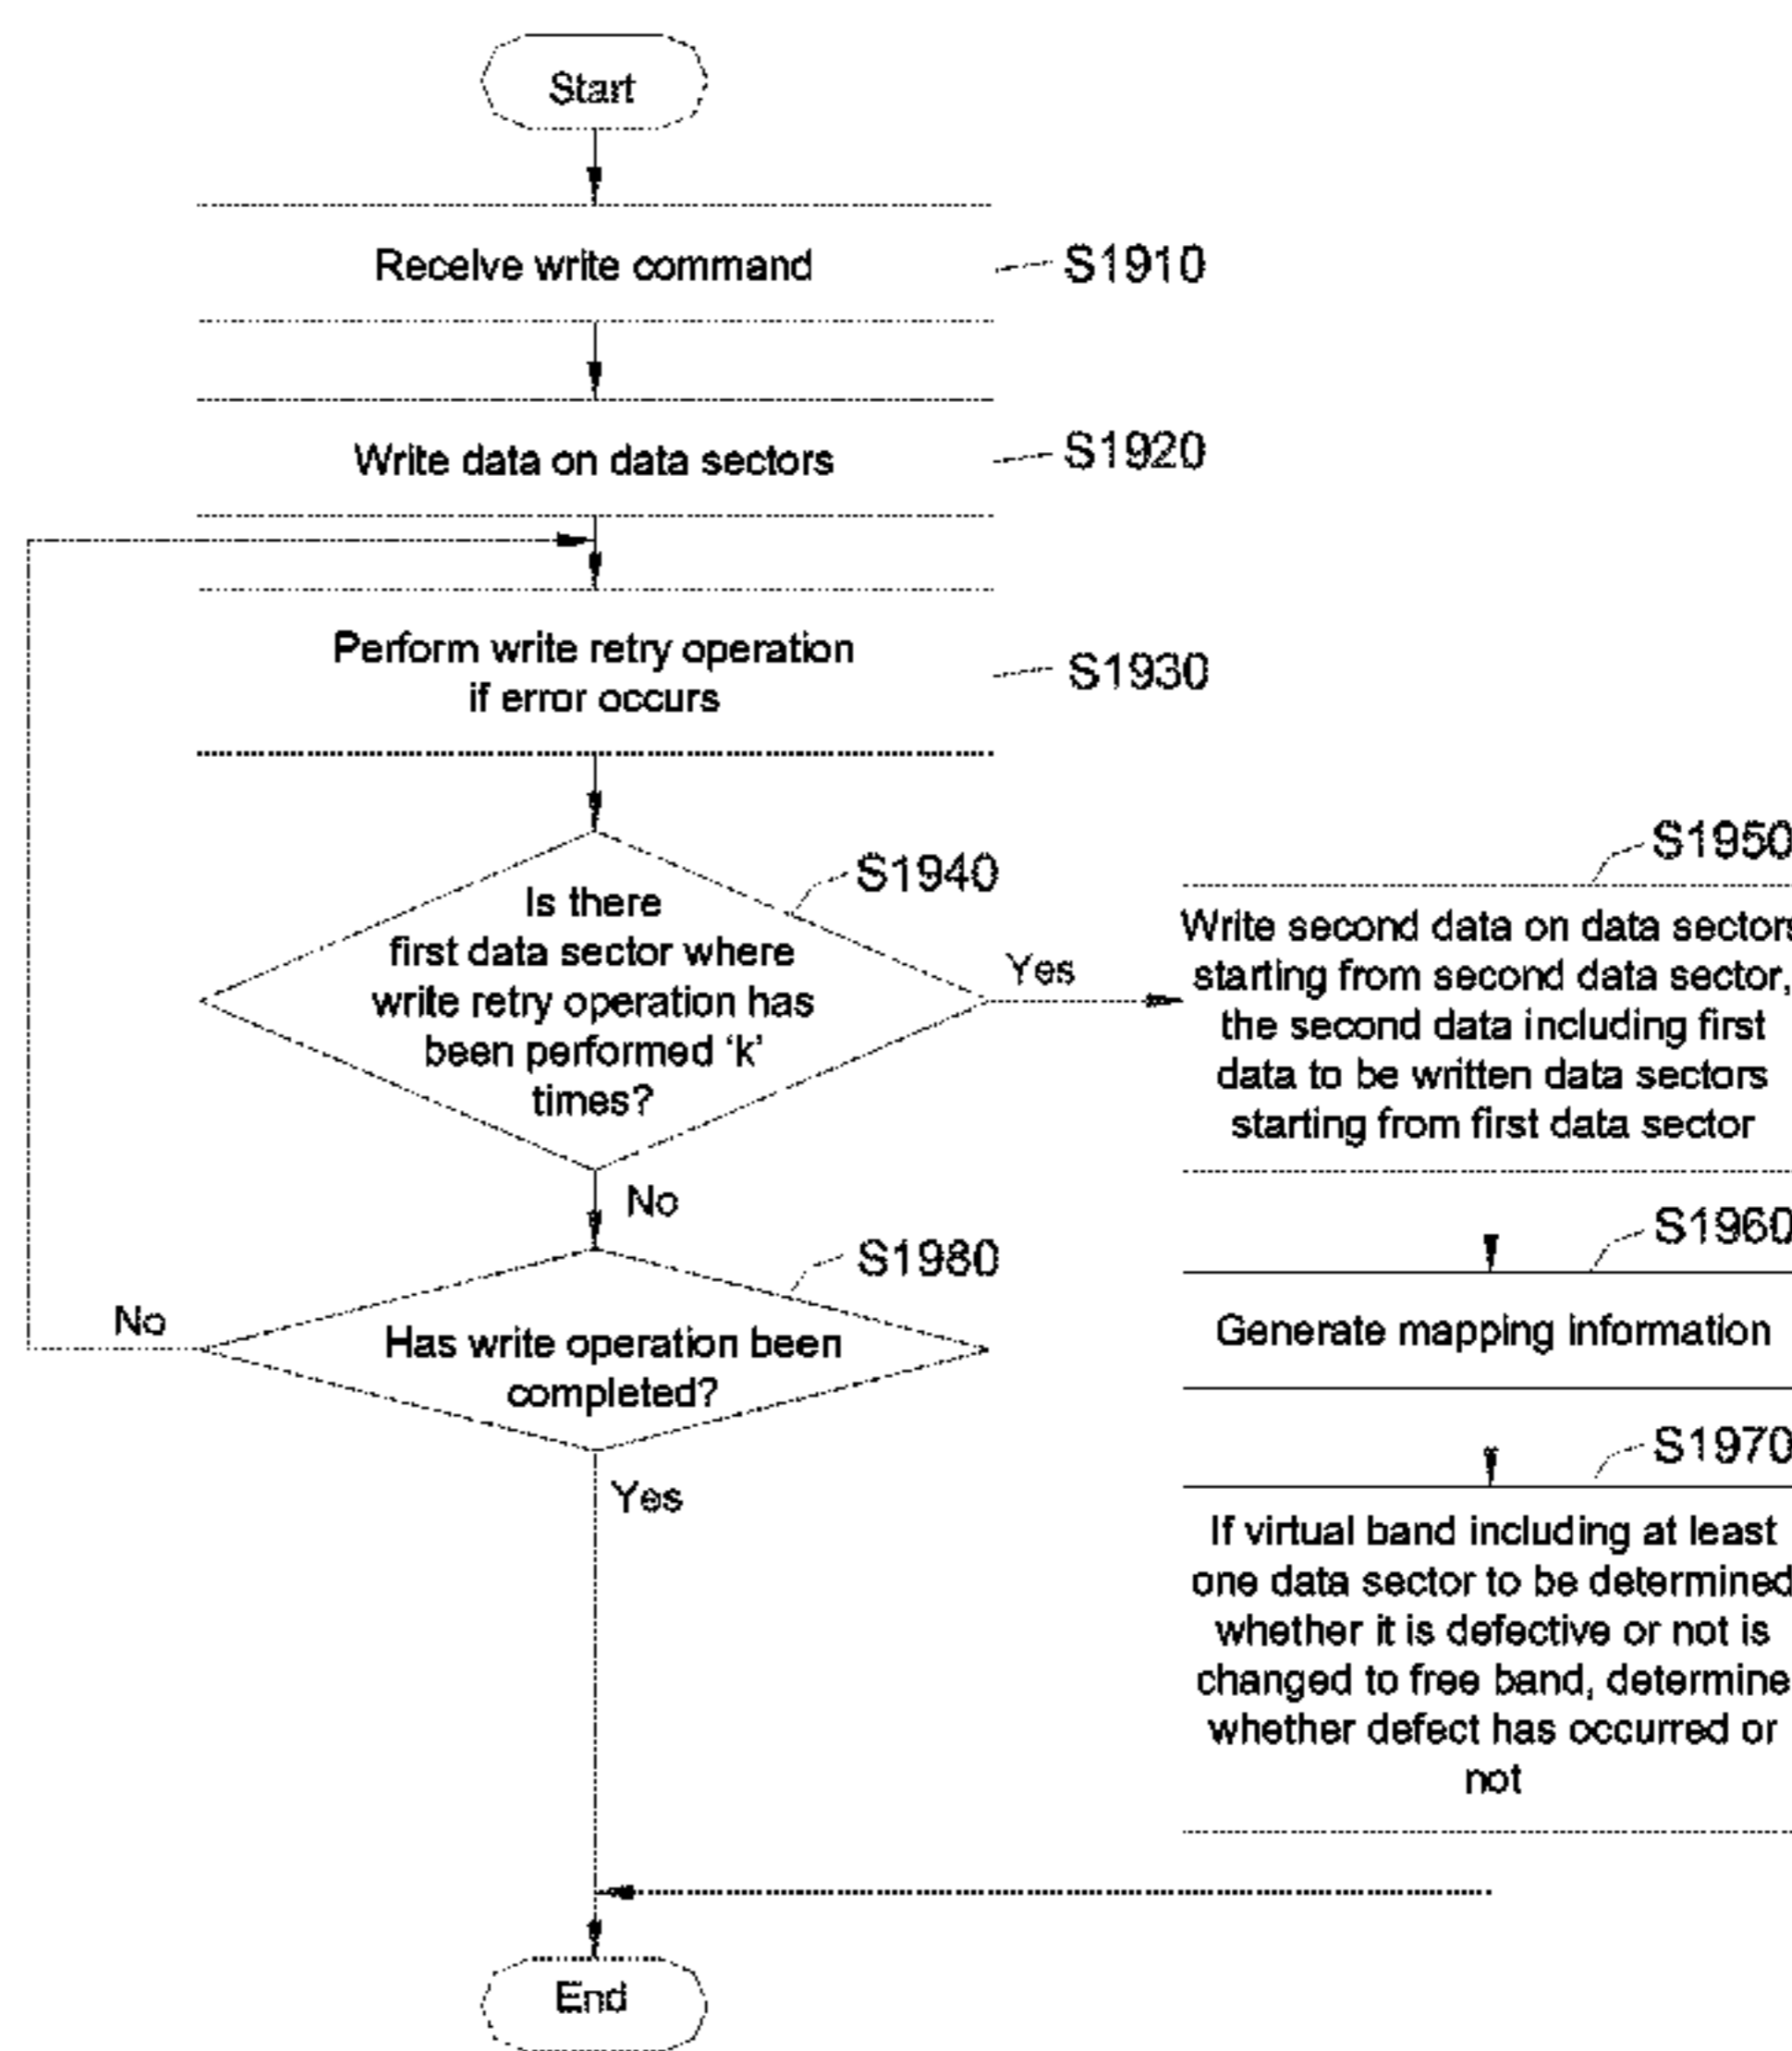 Start
Receive write command
S1910
Write data on data sectors
S1920
Perform write retry operation
if error occurs
S1930
S1940
Is there
first data sector where
write retry operation has
been performed ‘k’
times?
Yes
No
S1950
Write second data on data sectors
starting from second data sector,
the second data including first
data to be written data sectors
starting from first data sector
S1960
Generate mapping information
S1970
If virtual band including at least
one data sector to be determined
whether it is defective or not is
changed to free band, determine
whether defect has occurred or
not
S1980
Has write operation been
completed?
No
Yes
End